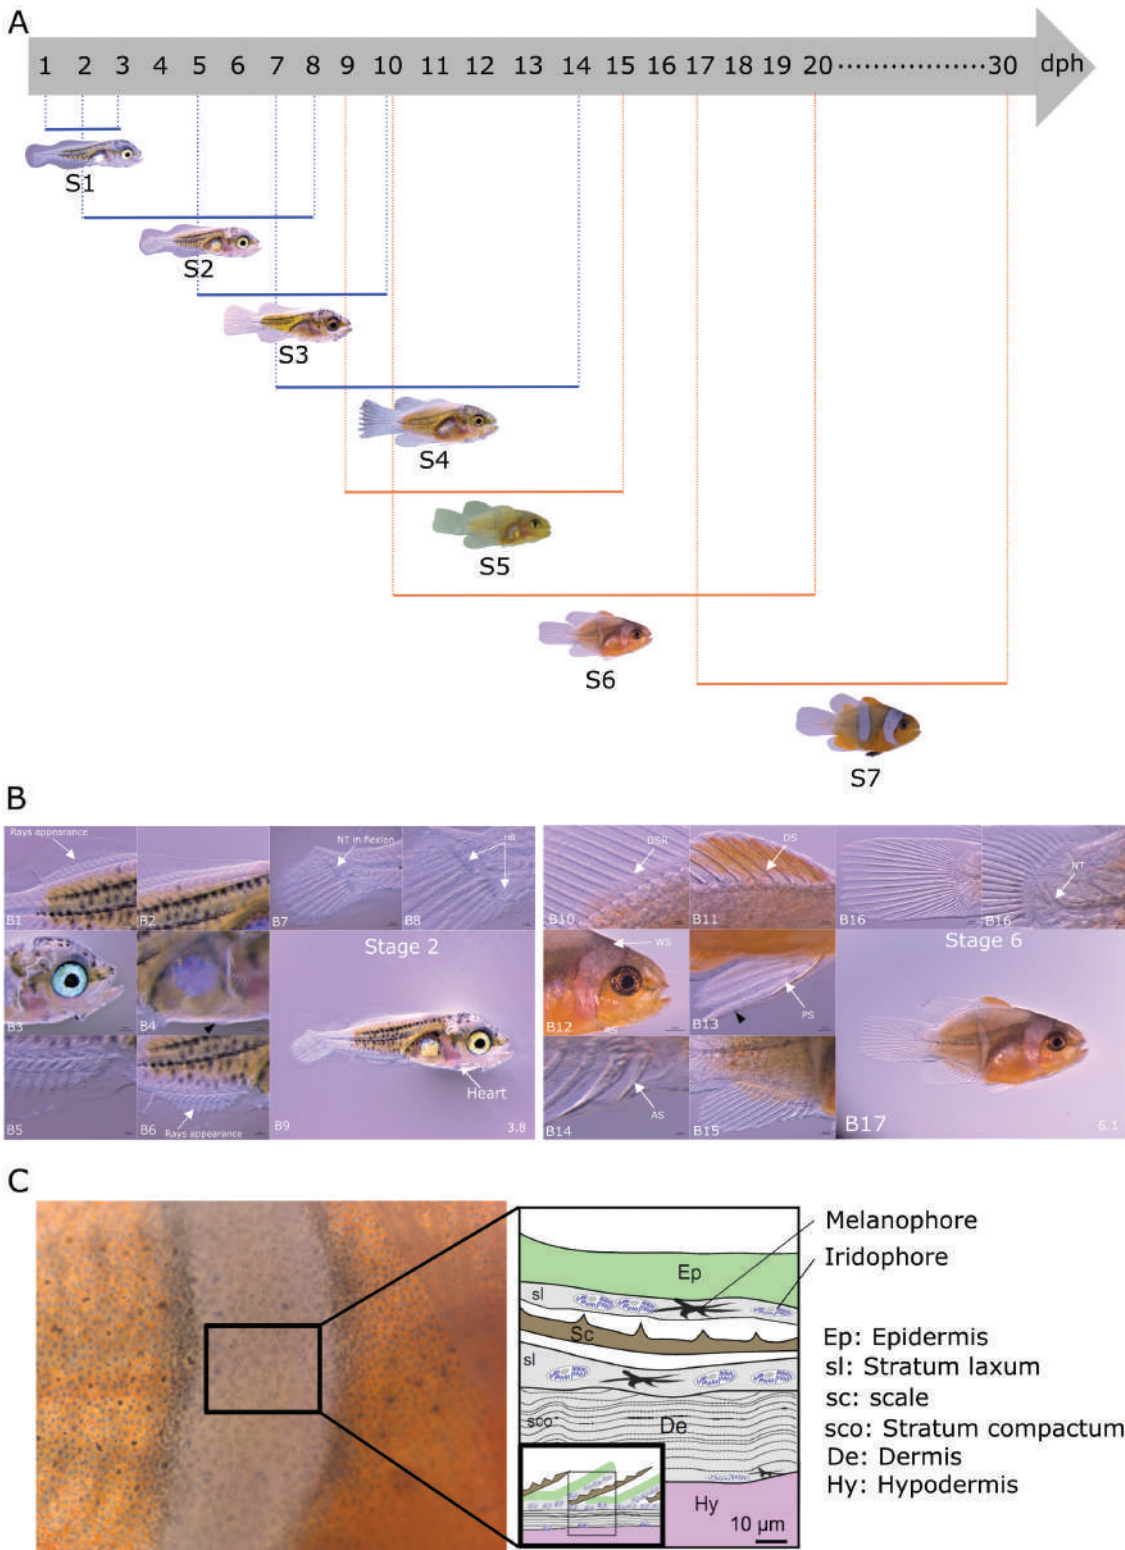 A
1 2 3 4 5 6 7 8 9 10 11 12 13 14 15 16 17 18 19 20 30 dph
S1
S2
S3
S4
S5
S6
S7
B
Rays appearance
B1
B2
NT in flexion
B7
HB
B8
B3
B4
Stage 2
B5
B6
Rays appearance
Heart
B9
3.8
DSR
B10
DS
B11
B16
NT
B16
WS
AS
B12
PS
B13
Stage 6
AS
B14
B15
B17
6.1
C
Melanophore
Iridophore
Ep
sl
Sc
sl
sco
De
Hy
10 µm
Ep: Epidermis
sl: Stratum laxum
sc: scale
sco: Stratum compactum
De: Dermis
Hy: Hypodermis